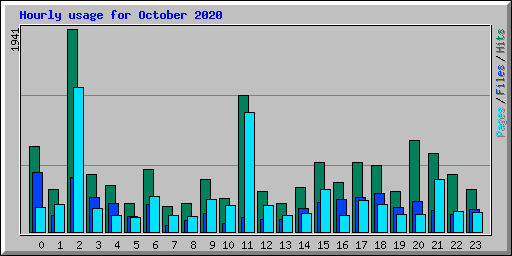 Hourly usage for October 2020
1941
Pages/Files/Hits
0 1 2 3 4 5 6 7 8 9 10 11 12 13 14 15 16 17 18 19 20 21 22 23